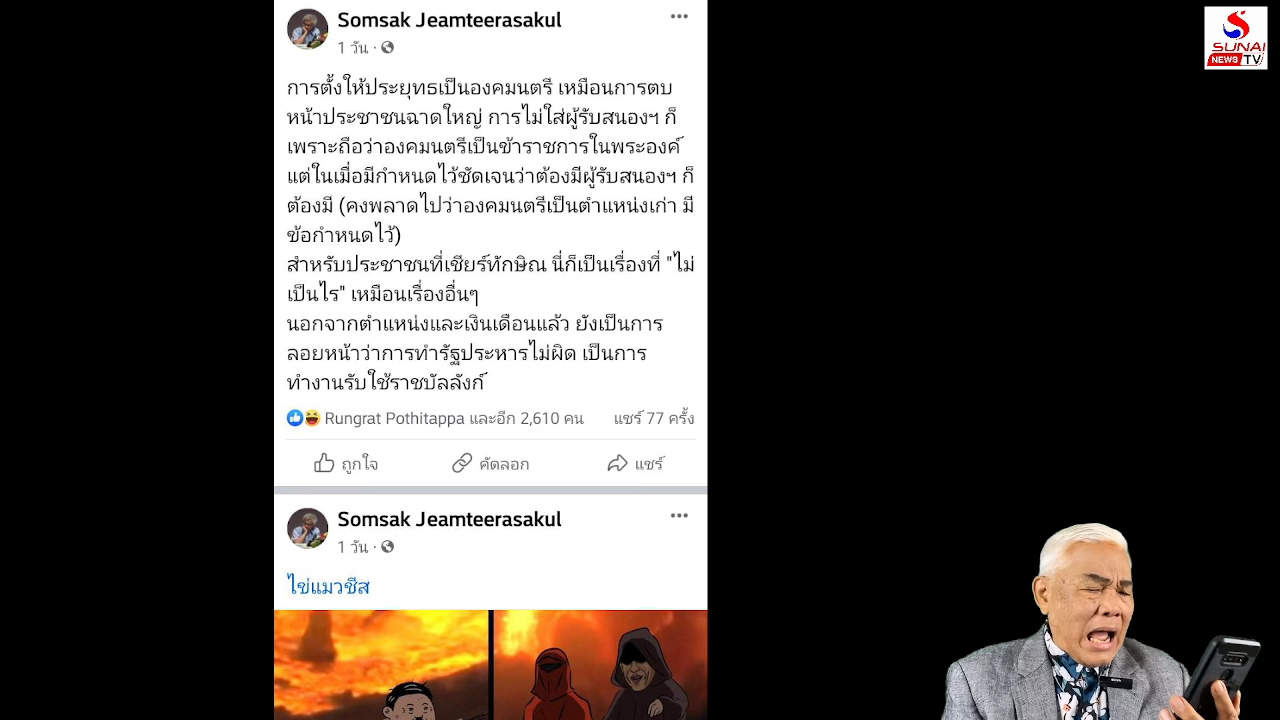 Somsak Jeamteerasakul
1 วัน ·
การตั้งให้ประยุทธเป็นองคมนตรี เหมือนการตบ
หน้าประชาชนฉาดใหญ่ การไม่ใส่ผู้รับสนองฯ ก็
เพราะถือว่าองคมนตรีเป็นข้าราชการในพระองค์
แต่ในเมื่อมีกำหนดไว้ชัดเจนว่าต้องมีผู้รับสนองฯ ก็
ต้องมี (คงพลาดไปว่าองคมนตรีเป็นตำแหน่งเก่า มี
ข้อกำหนดไว้)
สำหรับประชาชนที่เชียร์ทักษิณ นี่ก็เป็นเรื่องที่ "ไม่
เป็นไร" เหมือนเรื่องอื่นๆ
นอกจากตำแหน่งและเงินเดือนแล้ว ยังเป็นการ
ลอยหน้าว่าการทำรัฐประหารไม่ผิด เป็นการ
ทำงานรับใช้ราชบัลลังก์
Rungrat Pothitappa และอีก 2,610 คน แชร์ 77 ครั้ง
ถูกใจ คัดลอก แชร์
Somsak Jeamteerasakul
1 วัน ·
ไข่แมวชีส
SUNAI
NEWS TV